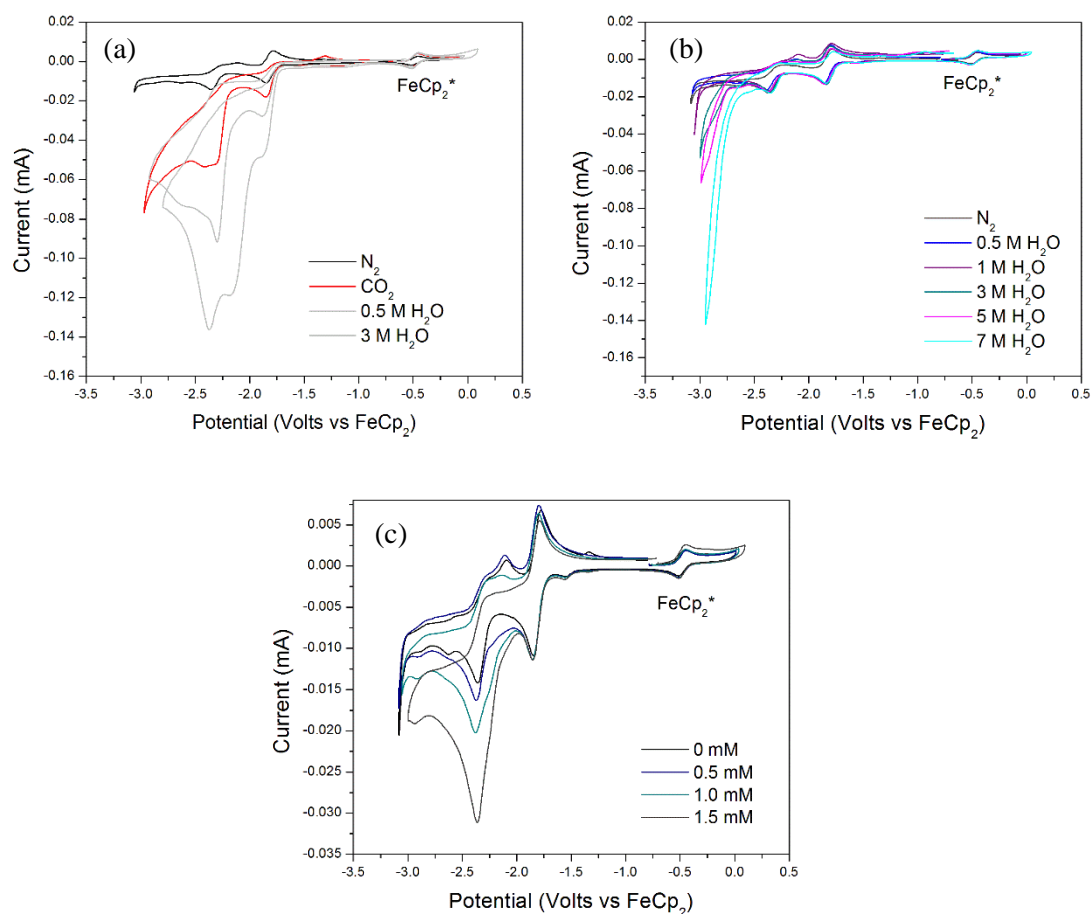 (a)
0.02
0.00
-0.02
-0.04
-0.06
-0.08
-0.10
-0.12
-0.14
-0.16
Current (mA)
FeCp₂*
N₂
CO₂
0.5 M H₂O
3 M H₂O
-3.5 -3.0 -2.5 -2.0 -1.5 -1.0 -0.5 0.0 0.5
Potential (Volts vs FeCp₂)
(b)
0.02
0.00
-0.02
-0.04
-0.06
-0.08
-0.10
-0.12
-0.14
-0.16
Current (mA)
FeCp₂*
N₂
0.5 M H₂O
1 M H₂O
3 M H₂O
5 M H₂O
7 M H₂O
-3.5 -3.0 -2.5 -2.0 -1.5 -1.0 -0.5 0.0 0.5
Potential (Volts vs FeCp₂)
(c)
0.005
0.000
-0.005
-0.010
-0.015
-0.020
-0.025
-0.030
-0.035
Current (mA)
FeCp₂*
0 mM
0.5 mM
1.0 mM
1.5 mM
-3.5 -3.0 -2.5 -2.0 -1.5 -1.0 -0.5 0.0 0.5
Potential (Volts vs FeCp₂)